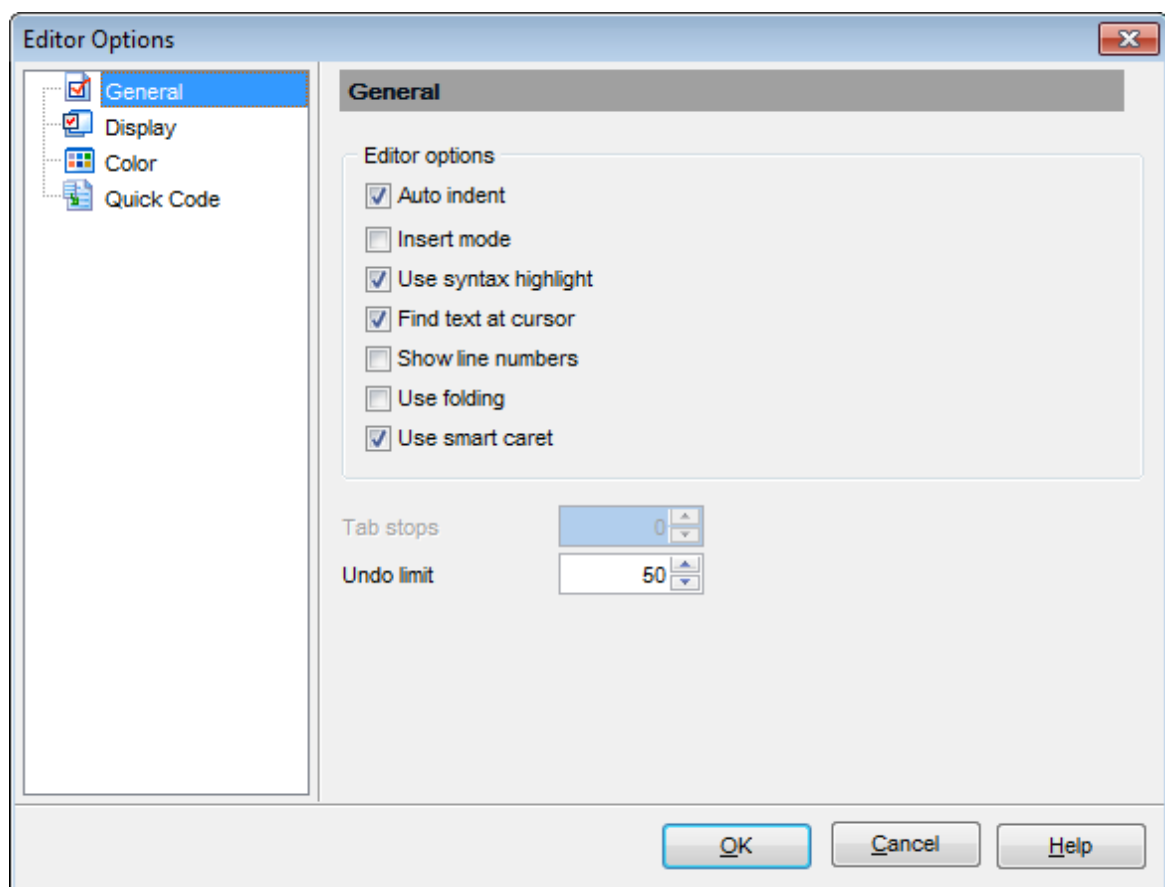 Editor Options
General
Display
Color
Quick Code
General
Editor options
Auto indent
Insert mode
Use syntax highlight
Find text at cursor
Show line numbers
Use folding
Use smart caret
Tab stops 0
Undo limit 50
OK Cancel Help